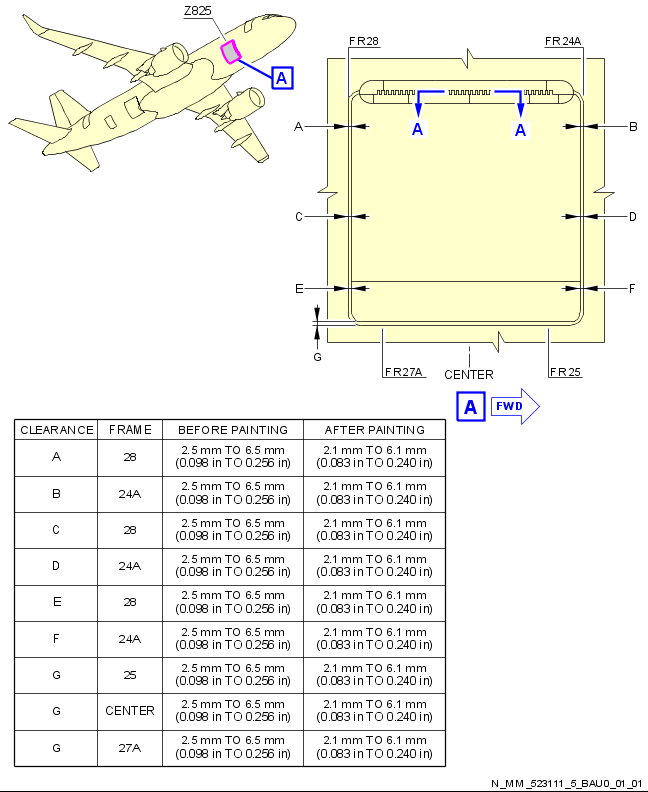 Z825
A
FR28
FR24A
A
A
A
B
C
D
E
F
G
FR27A
CENTER
FR25
A
FWD
CLEARANCE FRAME BEFORE PAINTING AFTER PAINTING
A 28 2.5 mm TO 6.5 mm 2.1 mm TO 6.1 mm
(0.098 in TO 0.256 in) (0.083 in TO 0.240 in)
B 24A 2.5 mm TO 6.5 mm 2.1 mm TO 6.1 mm
(0.098 in TO 0.256 in) (0.083 in TO 0.240 in)
C 28 2.5 mm TO 6.5 mm 2.1 mm TO 6.1 mm
(0.098 in TO 0.256 in) (0.083 in TO 0.240 in)
D 24A 2.5 mm TO 6.5 mm 2.1 mm TO 6.1 mm
(0.098 in TO 0.256 in) (0.083 in TO 0.240 in)
E 28 2.5 mm TO 6.5 mm 2.1 mm TO 6.1 mm
(0.098 in TO 0.256 in) (0.083 in TO 0.240 in)
F 24A 2.5 mm TO 6.5 mm 2.1 mm TO 6.1 mm
(0.098 in TO 0.256 in) (0.083 in TO 0.240 in)
G 25 2.5 mm TO 6.5 mm 2.1 mm TO 6.1 mm
(0.098 in TO 0.256 in) (0.083 in TO 0.240 in)
G CENTER 2.5 mm TO 6.5 mm 2.1 mm TO 6.1 mm
(0.098 in TO 0.256 in) (0.083 in TO 0.240 in)
G 27A 2.5 mm TO 6.5 mm 2.1 mm TO 6.1 mm
(0.098 in TO 0.256 in) (0.083 in TO 0.240 in)
N_MM_523111_5_BAU0_01_01